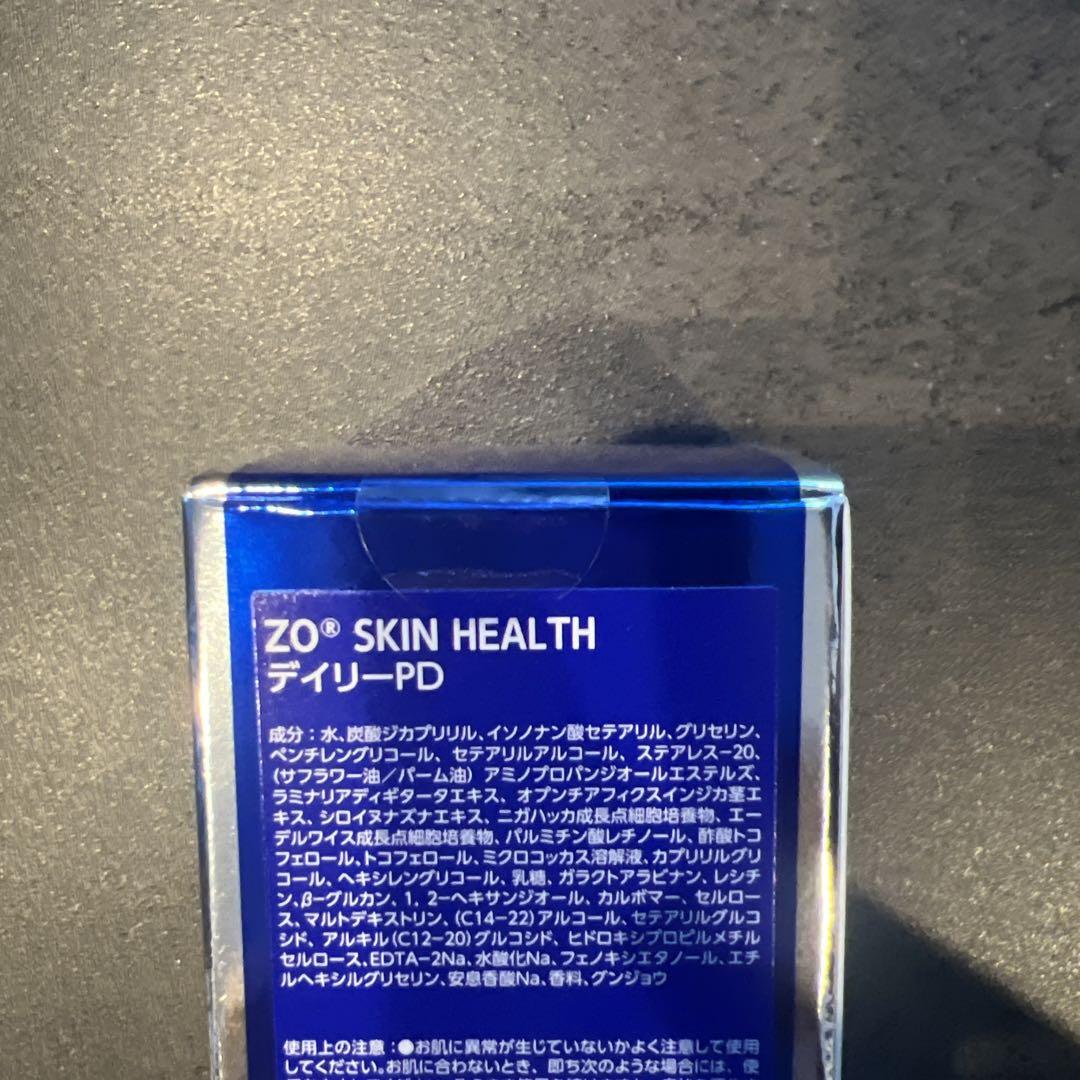 ZO® SKIN HEALTH
デイリーPD
成分：水、炭酸ジカプリリル、イソノナン酸セテアリル、グリセリン、
ペンチレングリコール、セテアリルアルコール、ステアレス-20、
（サフラワー油／パーム油）アミノプロパンジオールエステルズ、
ラミナリアディギタータエキス、オプンチアフィクスインジカ茎エ
キス、シロイヌナズナエキス、ニガハッカ成長点細胞培養物、エー
デルワイス成長点細胞培養物、パルミチン酸レチノール、酢酸トコ
フェロール、トコフェロール、ミクロコッカス溶解液、カプリリルグリ
コール、ヘキシレングリコール、乳糖、ガラクトアラビナン、レシチ
ン、β-グルカン、1，2-ヘキサンジオール、カルボマー、セルロー
ス、マルトデキストリン、（C14-22）アルコール、セテアリルグルコ
シド、アルキル（C12-20）グルコシド、ヒドロキシプロピルメチル
セルロース、EDTA-2Na、水酸化Na、フェノキシエタノール、エチ
ルヘキシルグリセリン、安息香酸Na、香料、グンジョウ
使用上の注意：●お肌に異常が生じていないかよく注意して使用
してください。お肌に合わないとき、即ち次のような場合には、使